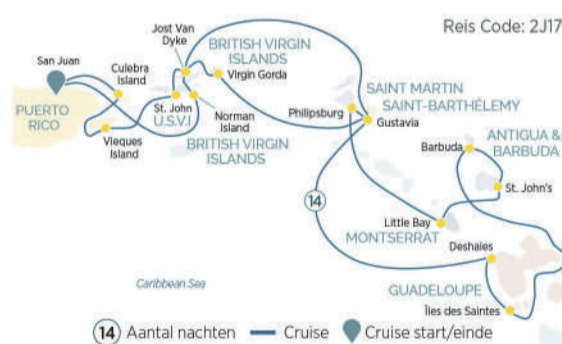 Reis Code: 2J17
Jost Van
Dyke
BRITISH VIRGIN
ISLANDS
San Juan
Culebra
Island
Virgin Gorda
St. John
U.S.V.I
SAINT MARTIN
SAINT-BARTHÉLEMY
Philipsburg
Gustavia
PUERTO
RICO
Norman
Island
Vieques
Island
BRITISH VIRGIN
ISLANDS
ANTIGUA &
BARBUDA
Barbuda
St. John's
14
Little Bay
MONTSERRAT
Deshaies
Caribbean Sea
GUADELOUPE
Îles des Saintes
14 Aantal nachten
Cruise
Cruise start/einde